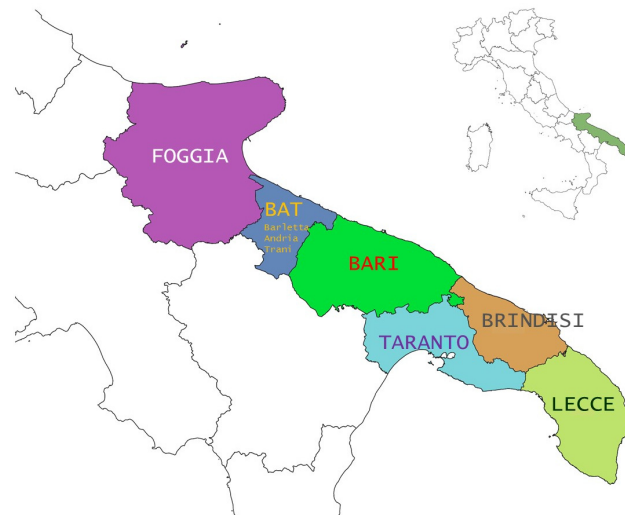 FOGGIA
BAT
Barletta
Andria
Trani
BARI
BRINDISI
TARANTO
LECCE